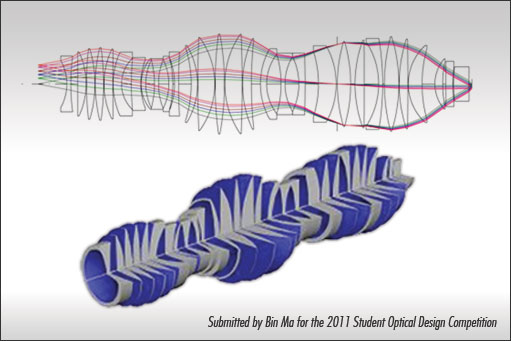 Submitted by Bin Ma for the 2011 Student Optical Design Competition